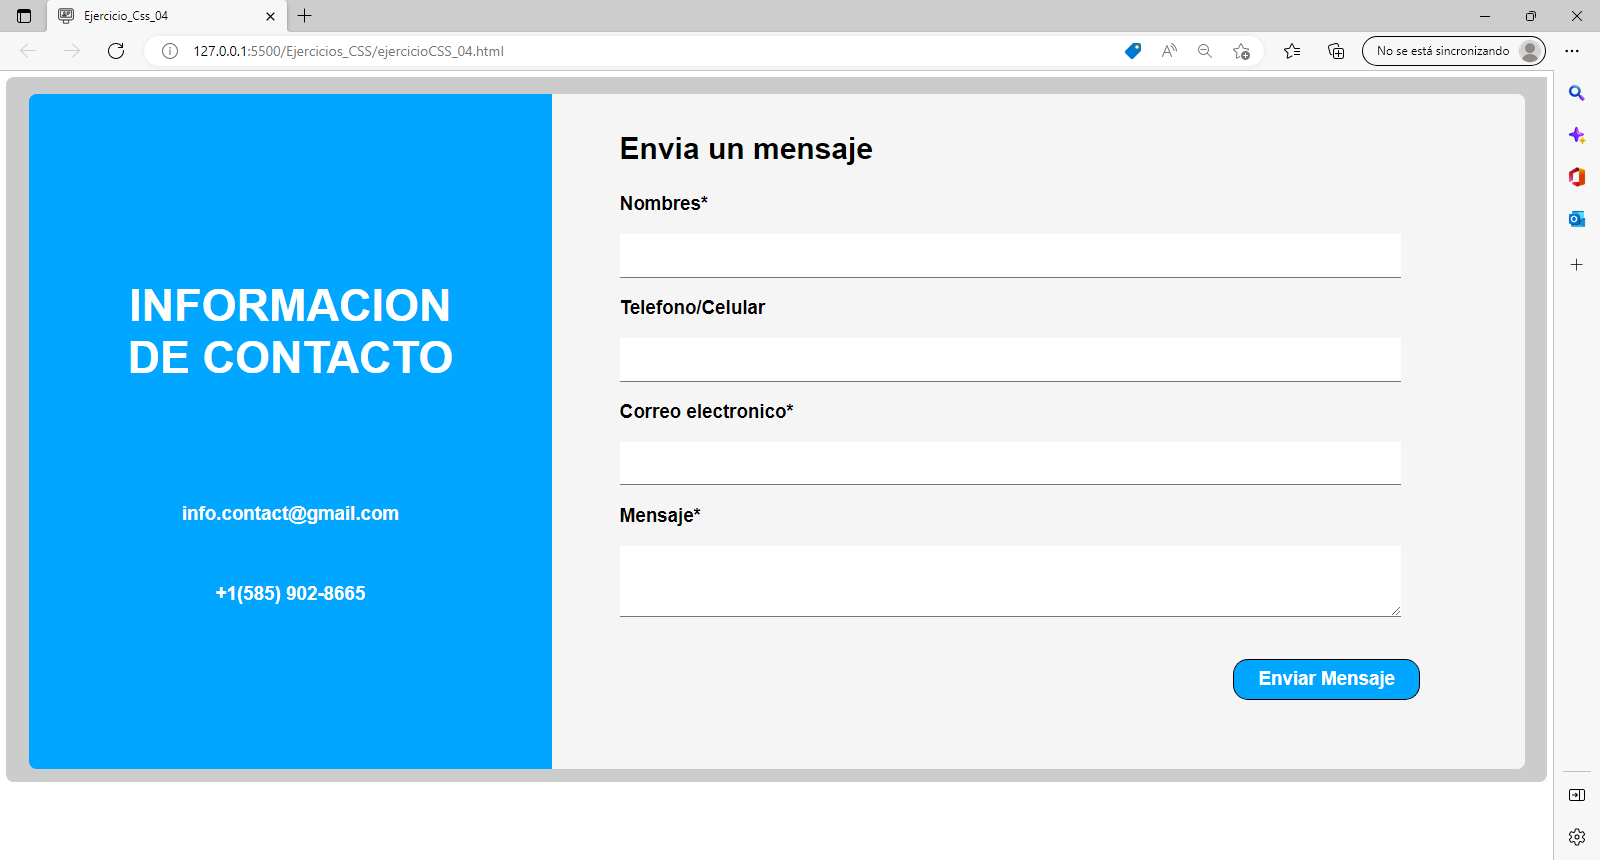 Ejercicio_Css_04
127.0.0.1:5500/Ejercicios_CSS/ejercicioCSS_04.html
No se está sincronizando
INFORMACION
DE CONTACTO
info.contact@gmail.com
+1(585) 902-8665
Envia un mensaje
Nombres*
Telefono/Celular
Correo electronico*
Mensaje*
Enviar Mensaje